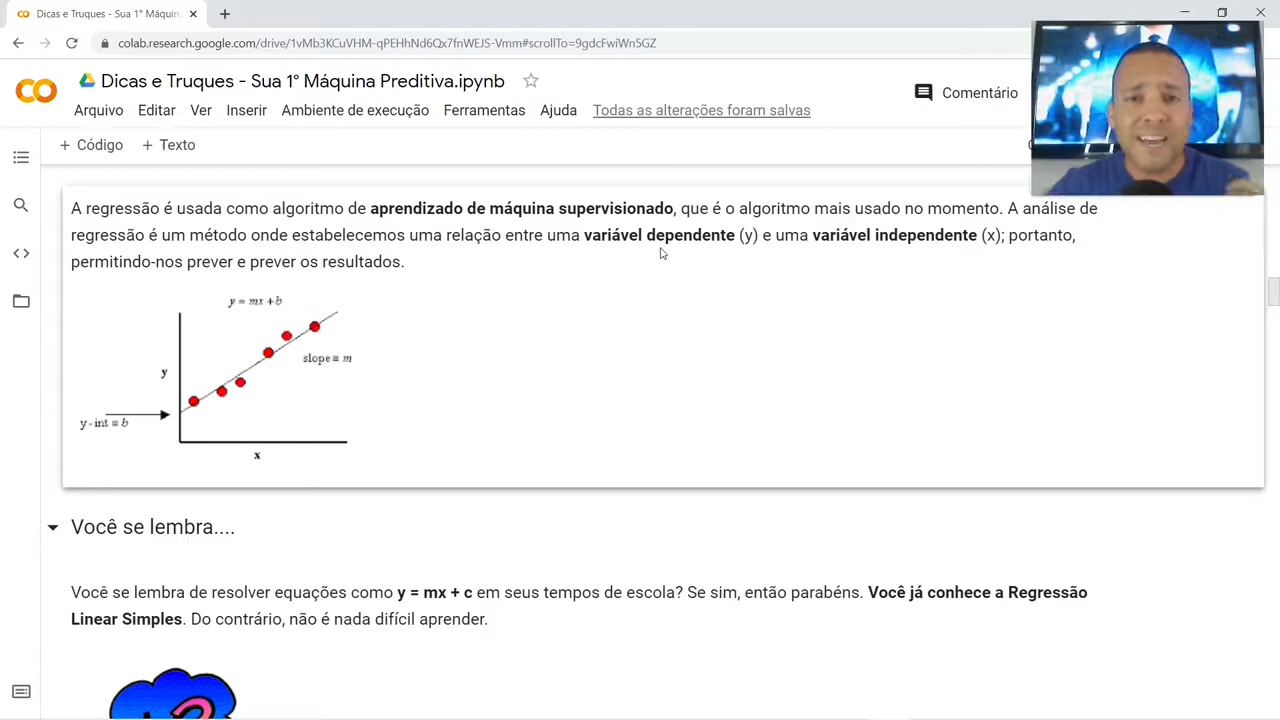 Dicas e Truques - Sua 1° Máquin
colab.research.google.com/drive/1vMb3KCuVHM-qPEHhNd6Qx7RhWEJS-Vmm#scrollTo=9gdcFwiWn5GZ
Dicas e Truques - Sua 1° Máquina Preditiva.ipynb
Arquivo Editar Ver Inserir Ambiente de execução Ferramentas Ajuda Todas as alterações foram salvas
Comentário
+ Código + Texto
A regressão é usada como algoritmo de aprendizado de máquina supervisionado, que é o algoritmo mais usado no momento. A análise de
regressão é um método onde estabelecemos uma relação entre uma variável dependente (y) e uma variável independente (x); portanto,
permitindo-nos prever e prever os resultados.
y = mx + b
slope = m
y
y - int = b
x
Você se lembra....
Você se lembra de resolver equações como y = mx + c em seus tempos de escola? Se sim, então parabéns. Você já conhece a Regressão
Linear Simples. Do contrário, não é nada difícil aprender.